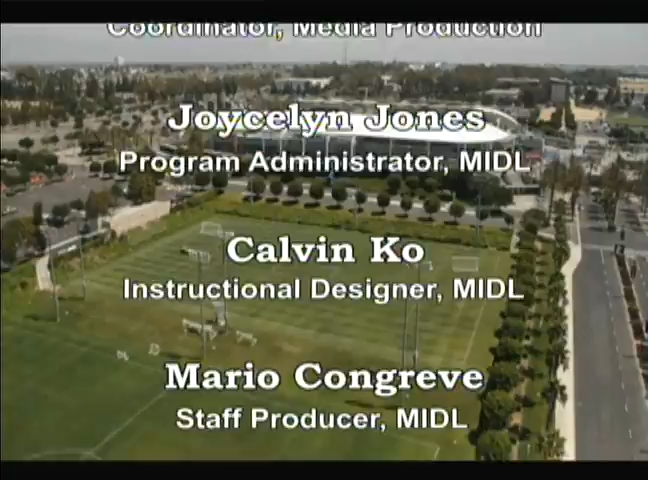 Coordinator, Media Production
Joycelyn Jones
Program Administrator, MIDL
Calvin Ko
Instructional Designer, MIDL
Mario Congreve
Staff Producer, MIDL